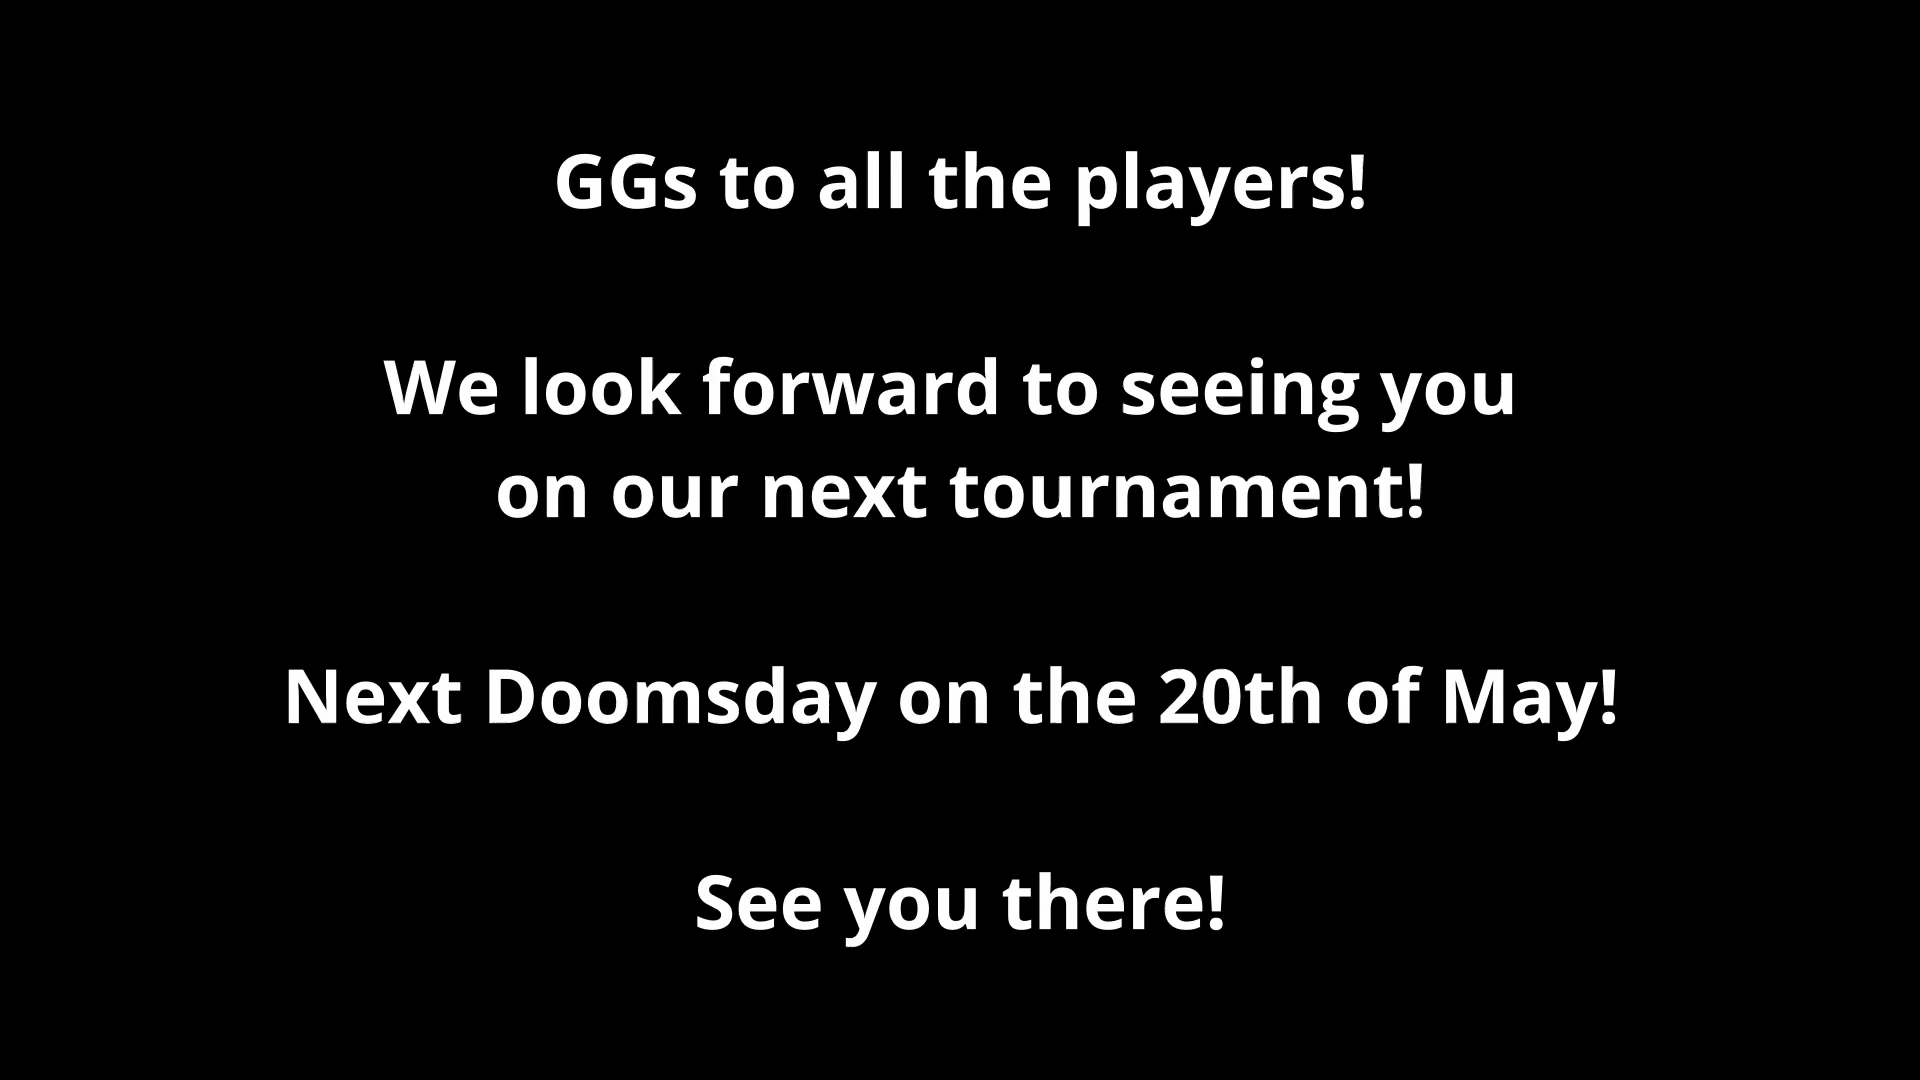 GGs to all the players!
We look forward to seeing you
on our next tournament!
Next Doomsday on the 20th of May!
See you there!